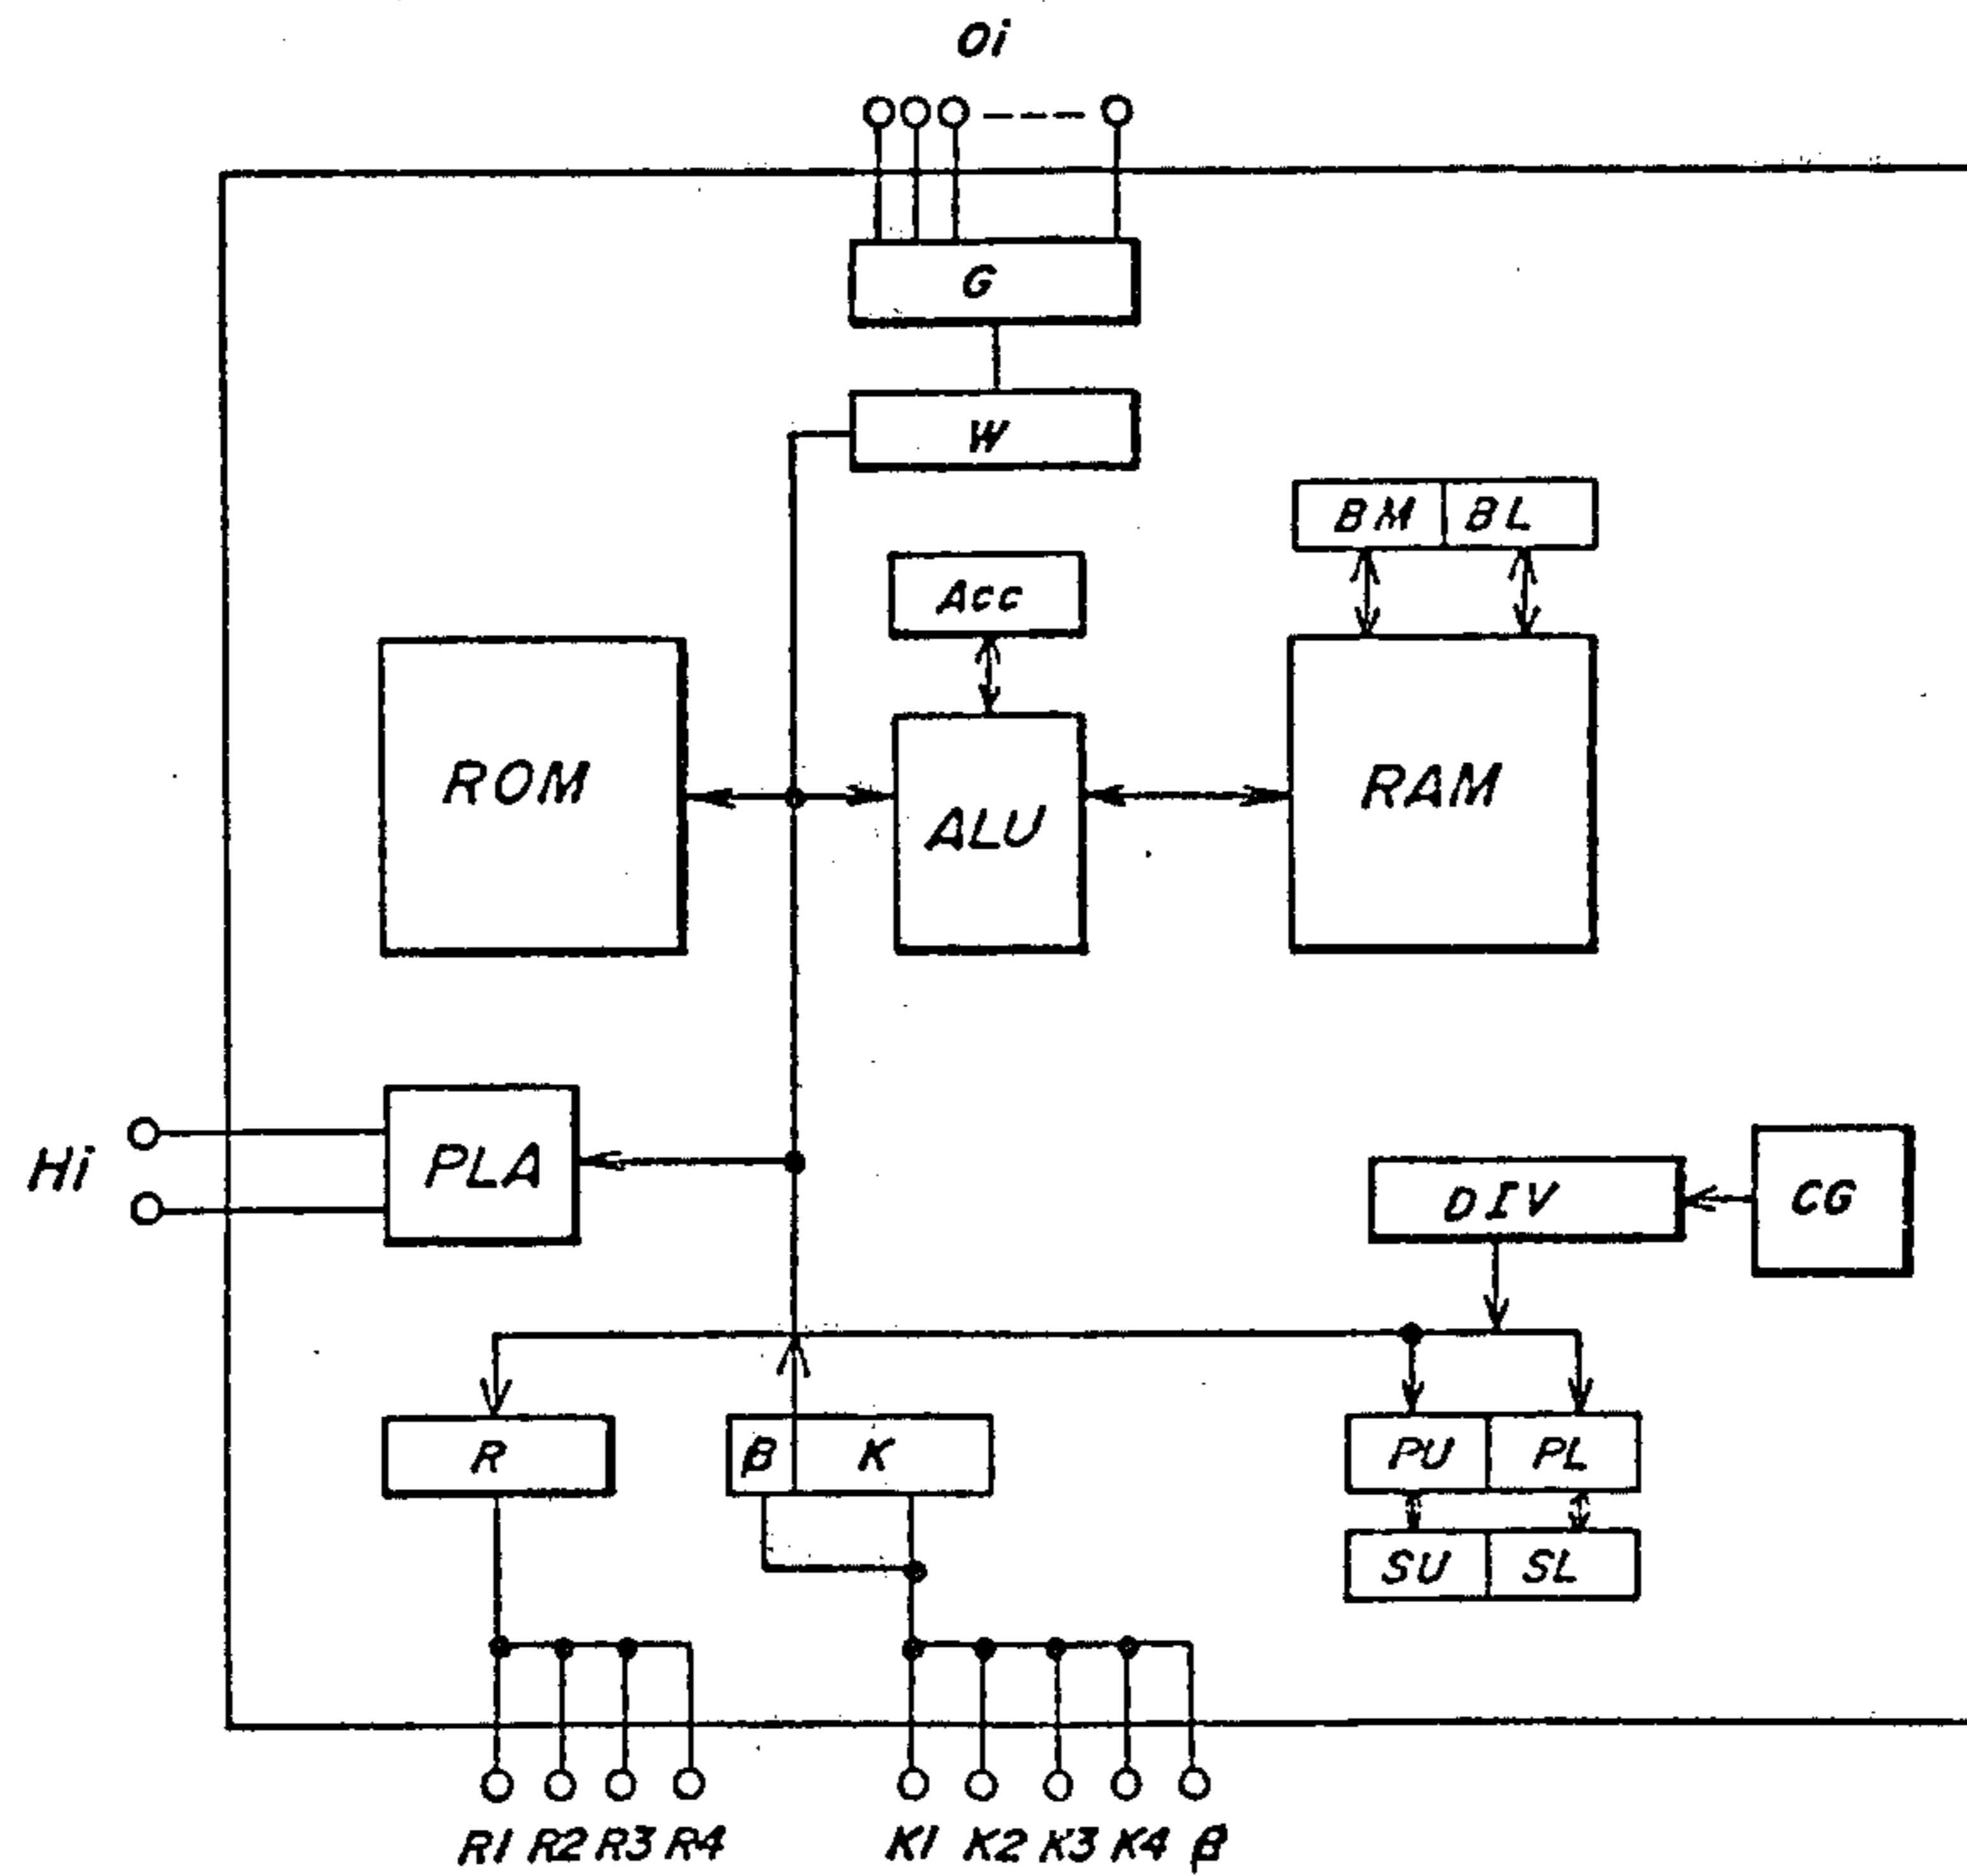 Oi
G
W
BM BL
Acc
ROM
ALU
RAM
Hi
PLA
DIV
CG
R
β K
PU PL
SU SL
R1 R2 R3 R4
K1 K2 K3 K4 β